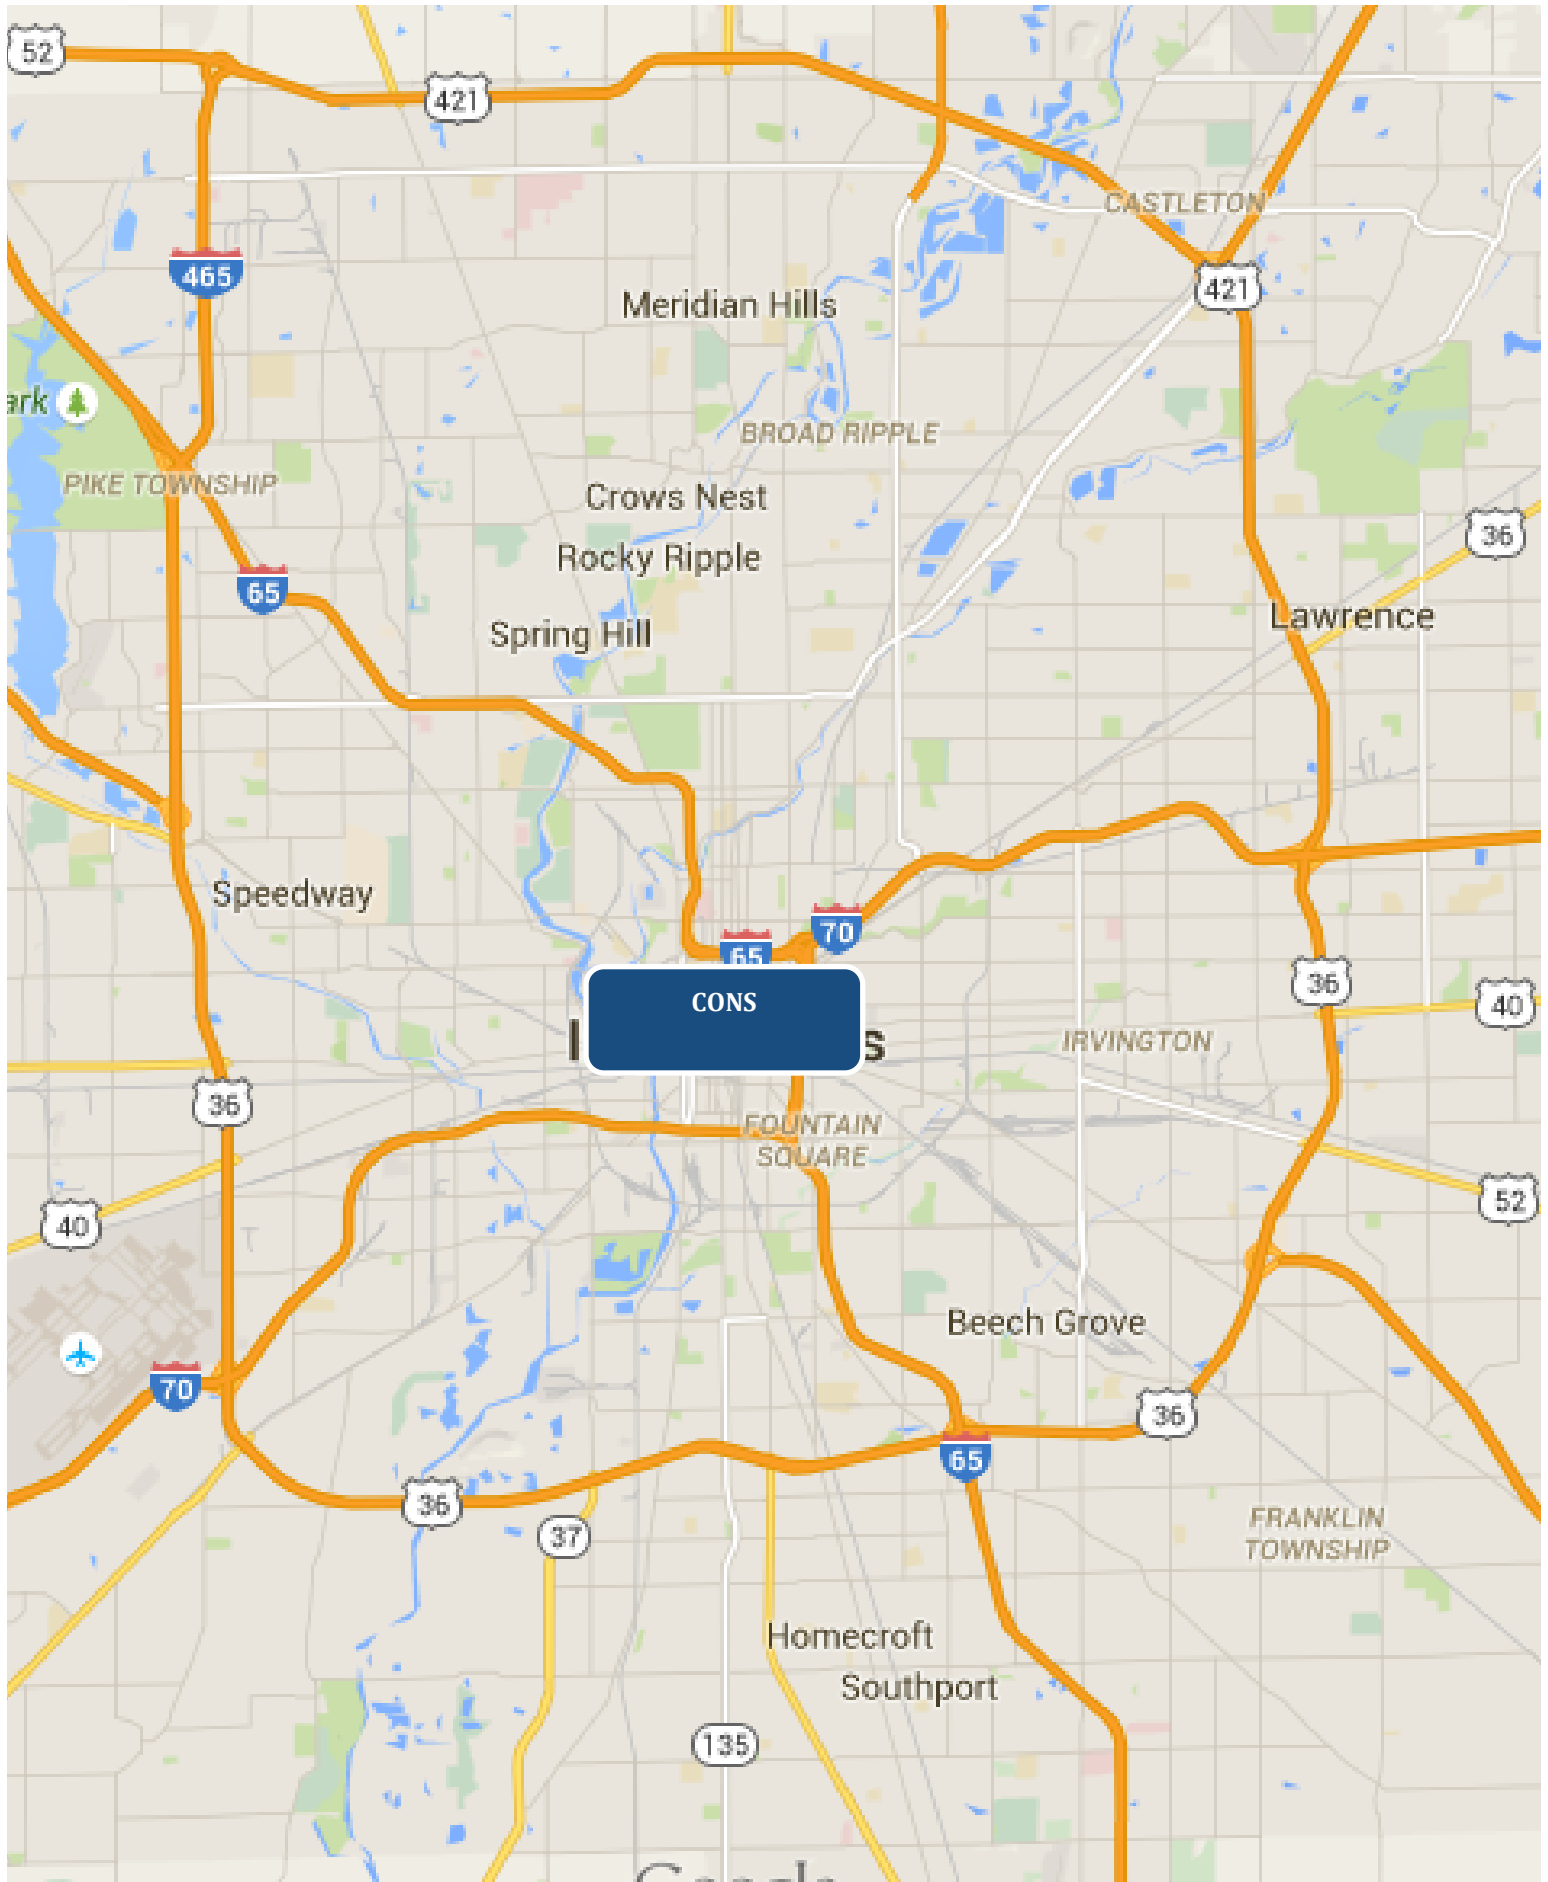 52
421
CASTLETON
465
421
Meridian Hills
ark
BROAD RIPPLE
PIKE TOWNSHIP
Crows Nest
36
Rocky Ripple
65
Lawrence
Spring Hill
Speedway
70
65
CONS
36
40
I
s
IRVINGTON
36
FOUNTAIN
SQUARE
40
52
Beech Grove
70
36
65
36
37
FRANKLIN
TOWNSHIP
Homecroft
Southport
135